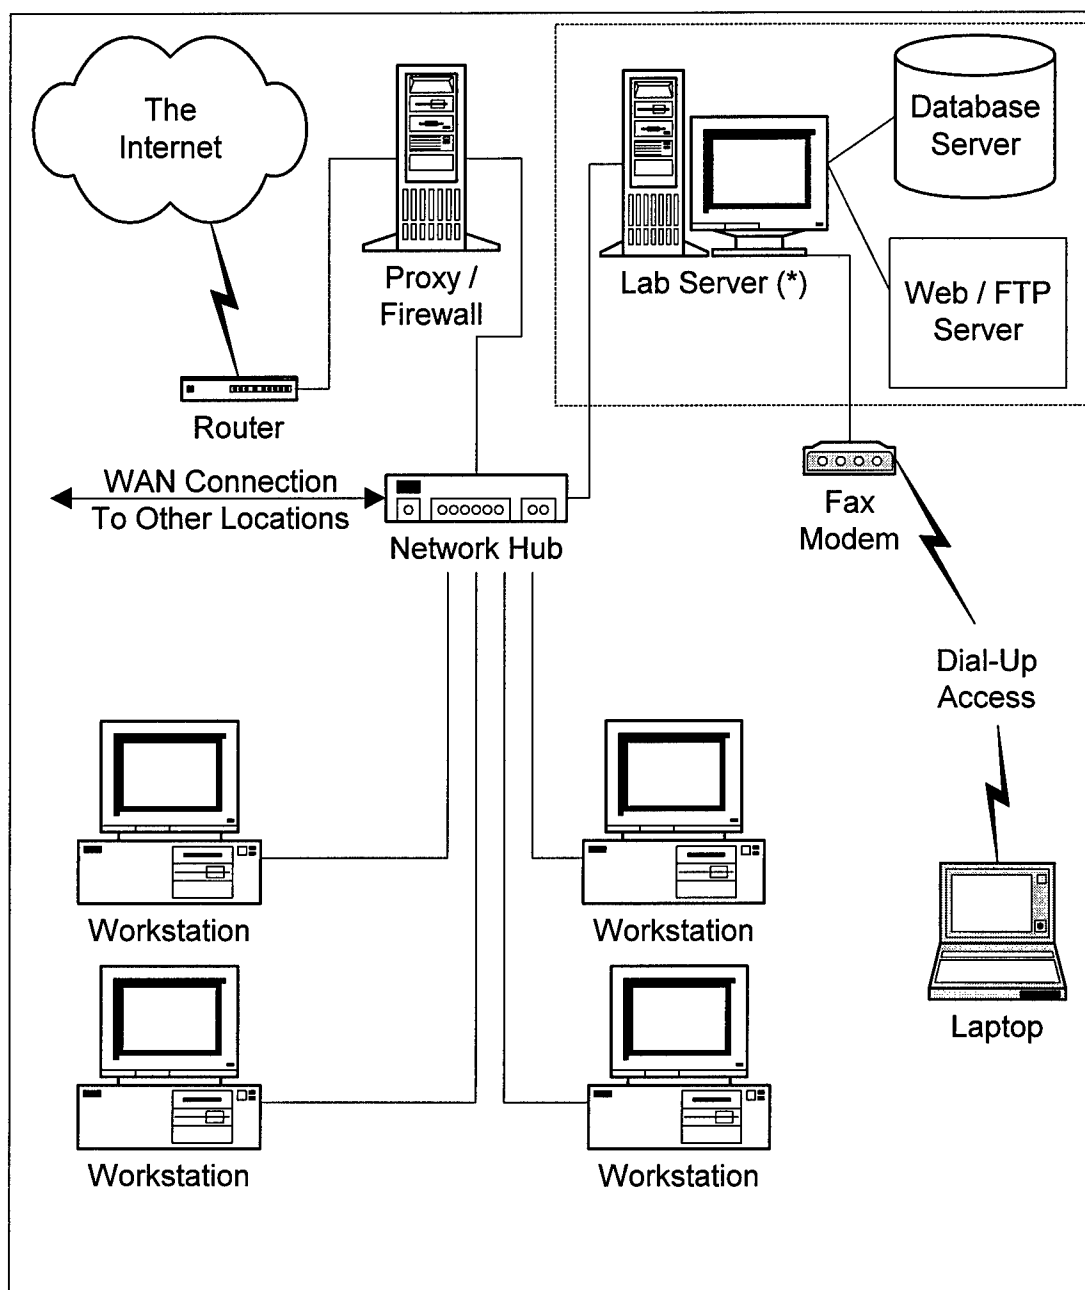 The
Internet
Proxy /
Firewall
Database
Server
Lab Server (*)
Web / FTP
Server
Router
WAN Connection
To Other Locations
Network Hub
Fax
Modem
Dial-Up
Access
Workstation
Workstation
Laptop
Workstation
Workstation